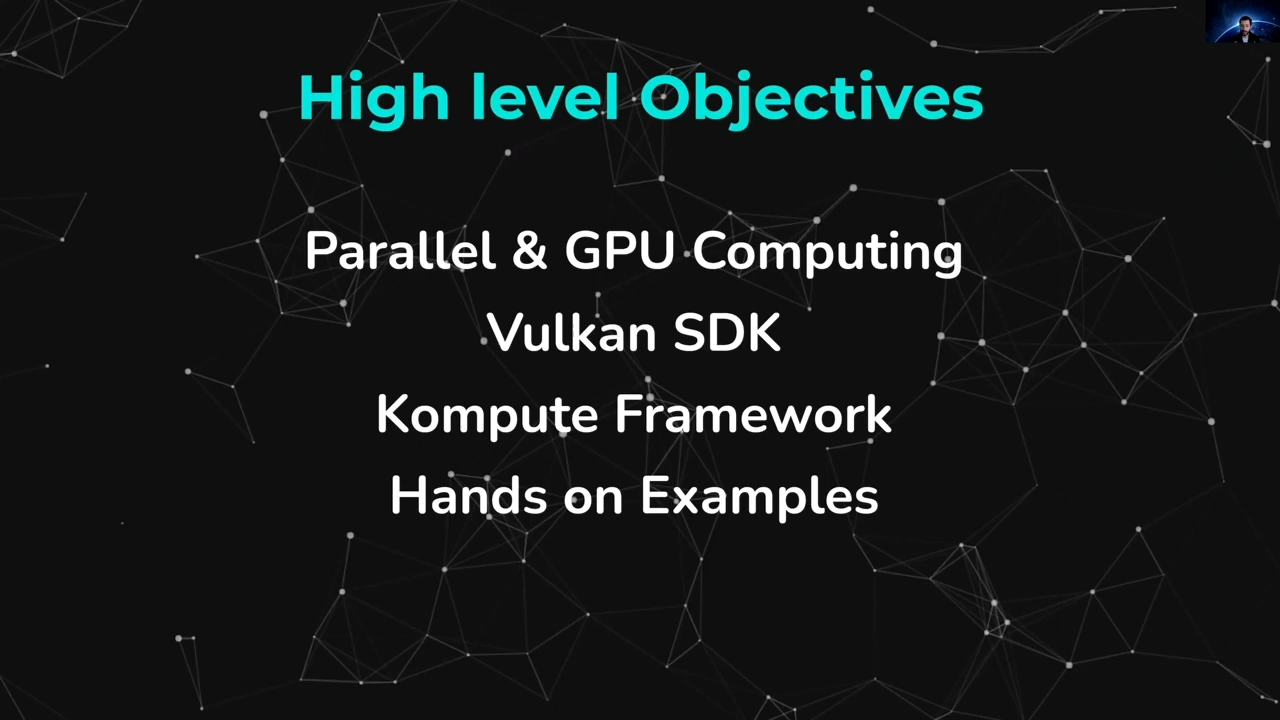 High level Objectives
Parallel & GPU Computing
Vulkan SDK
Kompute Framework
Hands on Examples